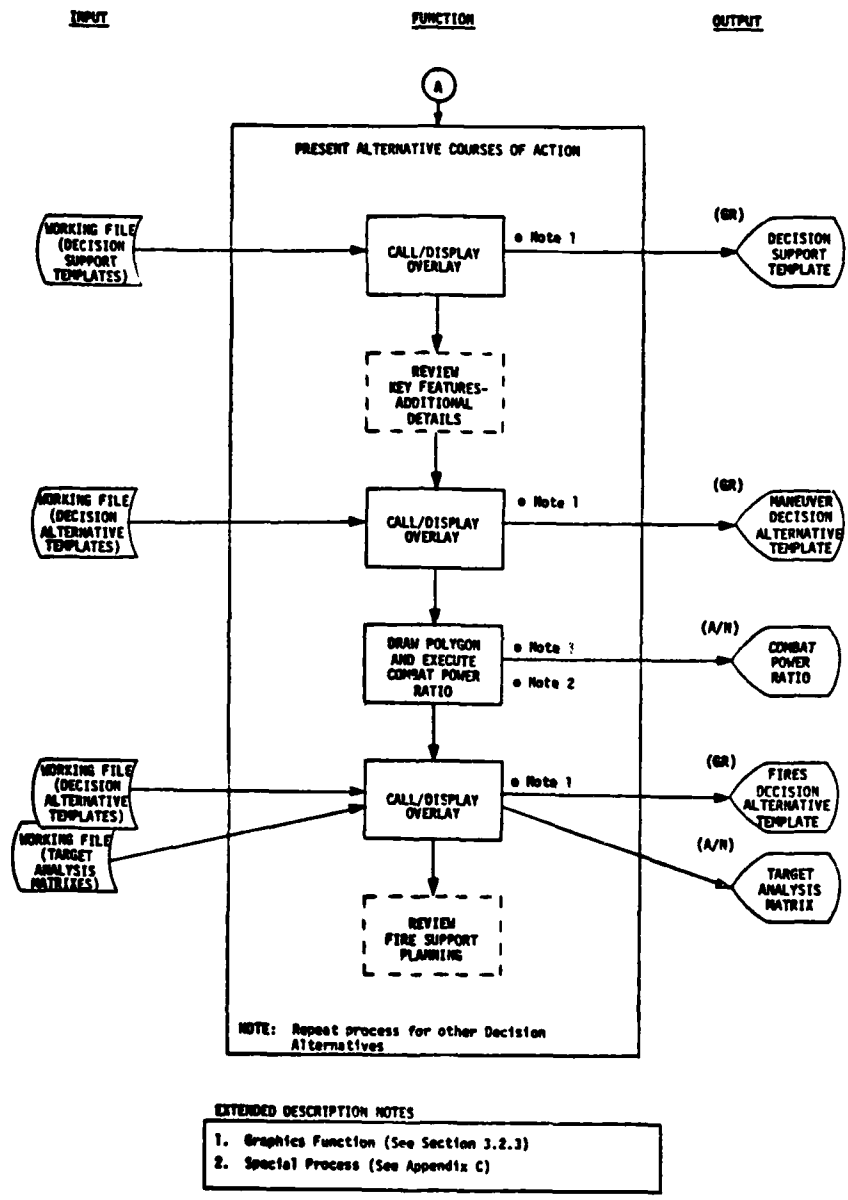 INPUT
FUNCTION
OUTPUT
A
PRESENT ALTERNATIVE COURSES OF ACTION
WORKING FILE
(DECISION
SUPPORT
TEMPLATES)
CALL/DISPLAY
OVERLAY
● Note 1
(GR)
DECISION
SUPPORT
TEMPLATE
REVIEW
KEY FEATURES-
ADDITIONAL
DETAILS
WORKING FILE
(DECISION
ALTERNATIVE
TEMPLATES)
CALL/DISPLAY
OVERLAY
● Note 1
(GR)
MANEUVER
DECISION
ALTERNATIVE
TEMPLATE
DRAW POLYGON
AND EXECUTE
COMBAT POWER
RATIO
● Note 3
● Note 2
(A/N)
COMBAT
POWER
RATIO
WORKING FILE
(DECISION
ALTERNATIVE
TEMPLATES)
WORKING FILE
(TARGET
ANALYSIS
MATRIXES)
CALL/DISPLAY
OVERLAY
● Note 1
(GR)
FIRES
DECISION
ALTERNATIVE
TEMPLATE
(A/N)
TARGET
ANALYSIS
MATRIX
REVIEW
FIRE SUPPORT
PLANNING
NOTE: Repeat process for other Decision
Alternatives
EXTENDED DESCRIPTION NOTES
1. Graphics Function (See Section 3.2.3)
2. Special Process (See Appendix C)